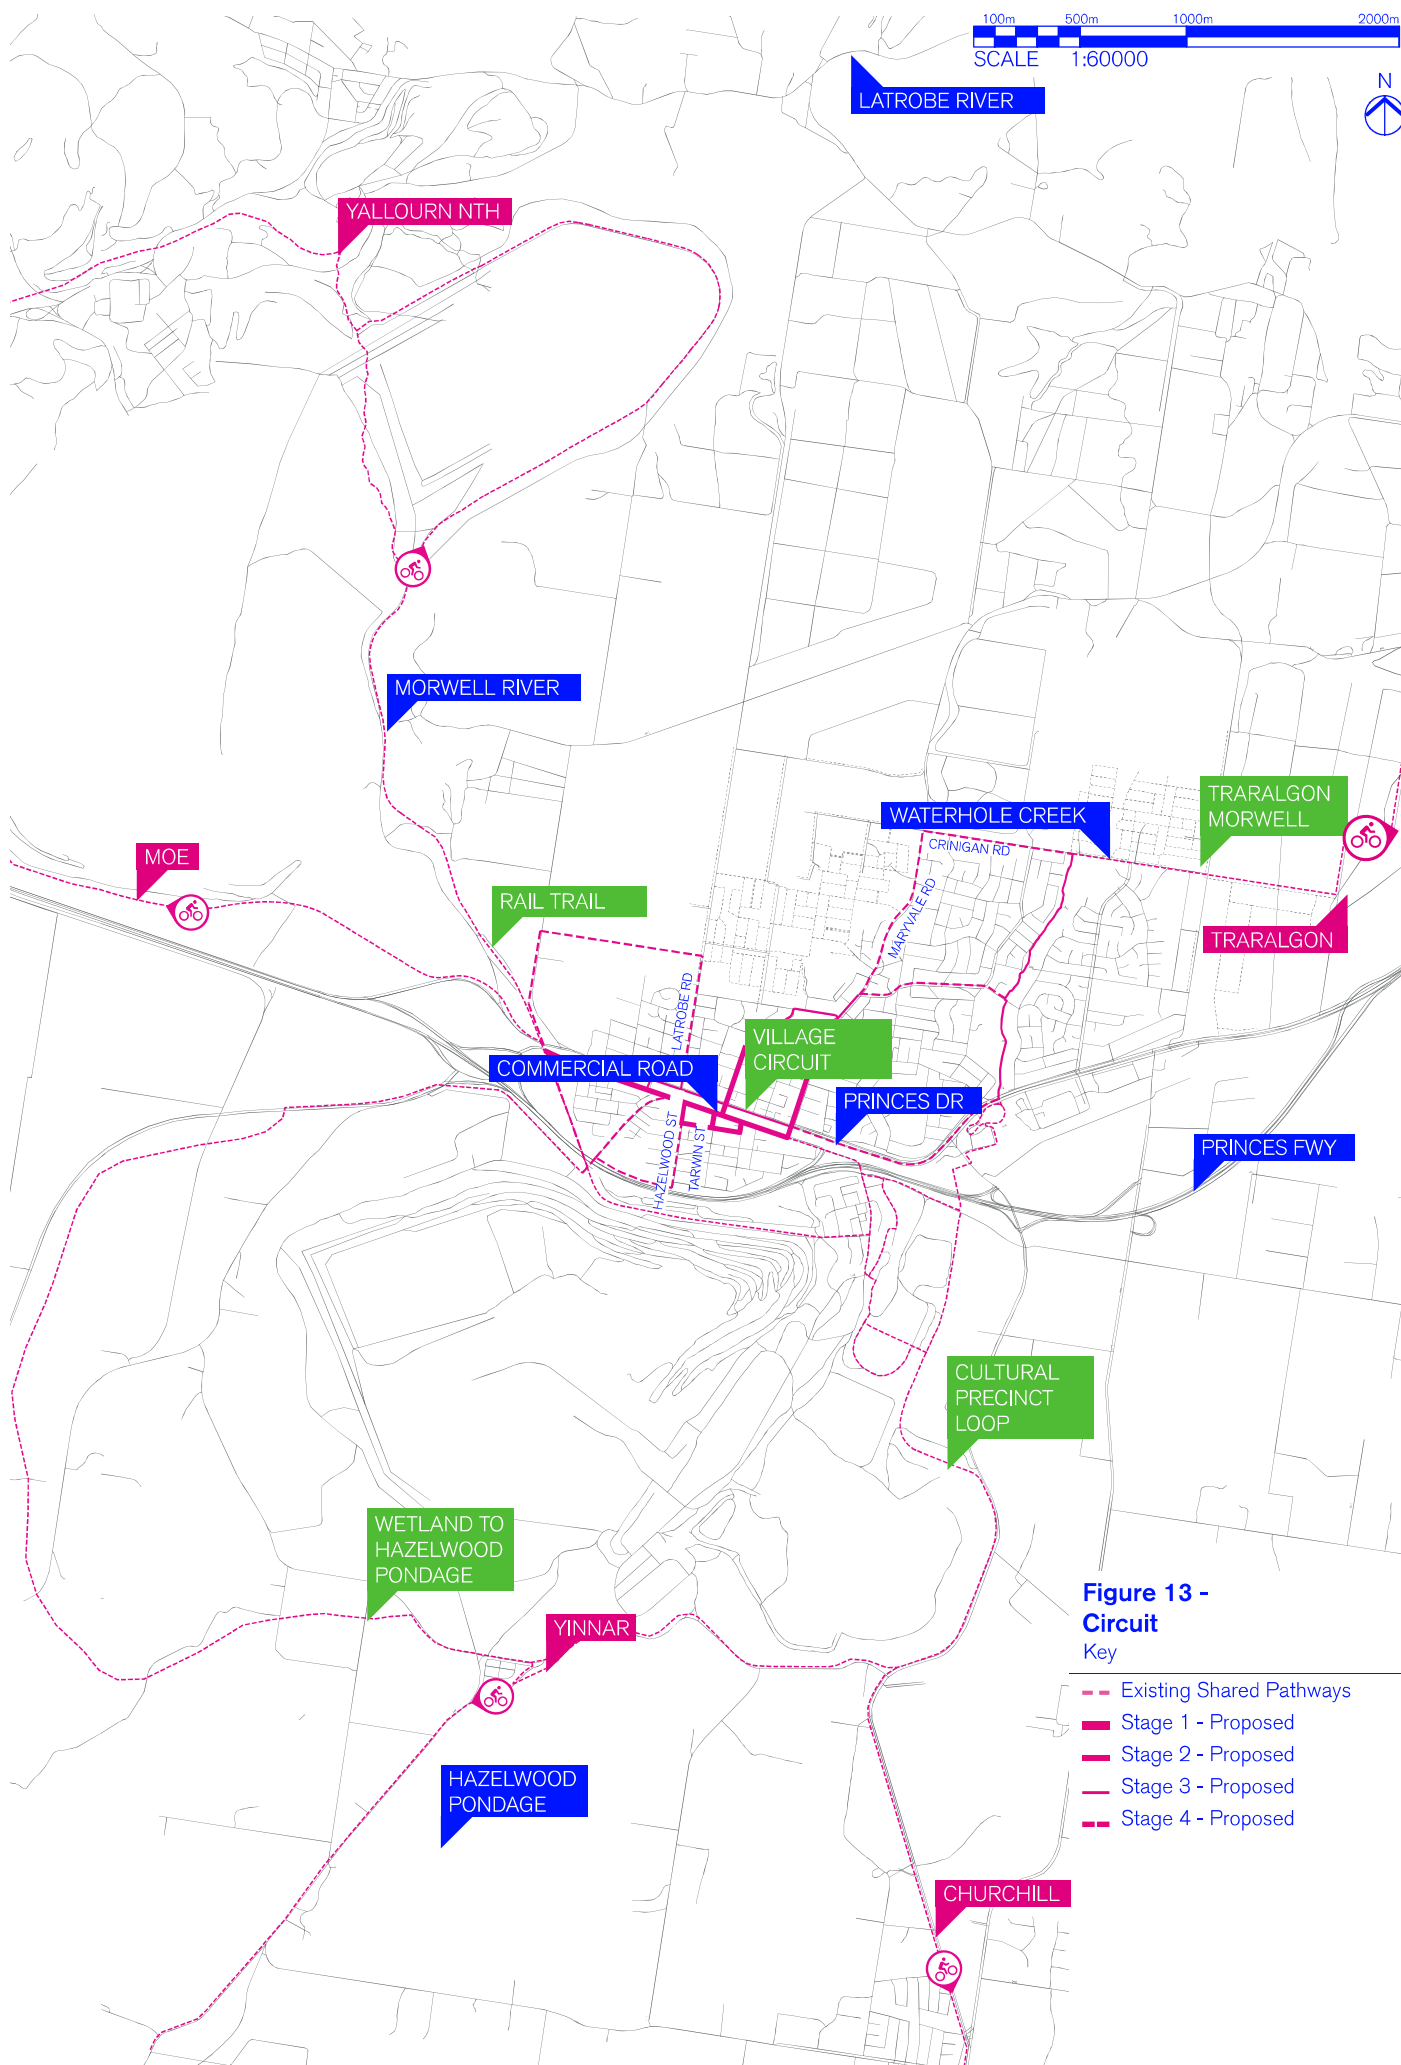 100m 500m 1000m 2000m
SCALE 1:60000
LATROBE RIVER
N
YALLOURN NTH
MORWELL RIVER
TRARALGON
MORWELL
WATERHOLE CREEK
CRINIGAN RD
MOE
MARYVALE RD
RAIL TRAIL
TRARALGON
LATROBE RD
VILLAGE
CIRCUIT
COMMERCIAL ROAD
PRINCES DR
HAZELWOOD ST
TARWIN ST
PRINCES FWY
CULTURAL
PRECINCT
LOOP
WETLAND TO
HAZELWOOD
PONDAGE
YINNAR
HAZELWOOD
PONDAGE
CHURCHILL
Figure 13 -
Circuit
Key
Existing Shared Pathways
Stage 1 - Proposed
Stage 2 - Proposed
Stage 3 - Proposed
Stage 4 - Proposed